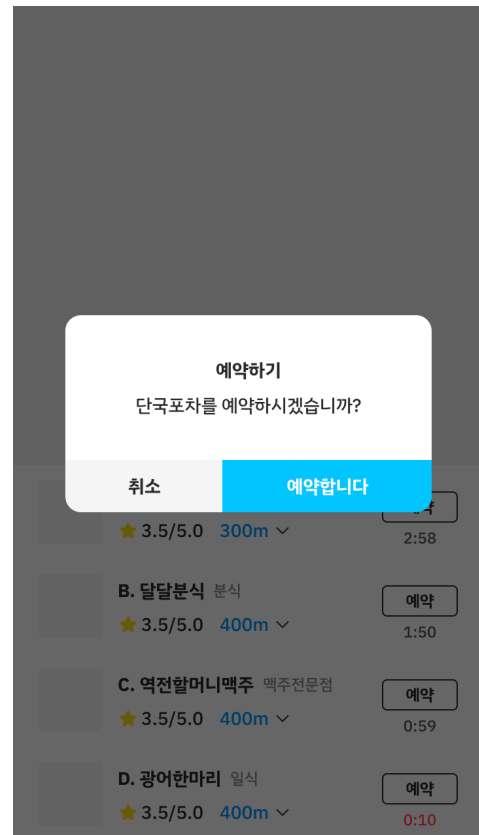 예약하기
단국포차를 예약하시겠습니까?
취소 예약합니다
3.5/5.0 300m
2:58
B. 달달분식 분식 예약
3.5/5.0 400m 1:50
C. 역전할머니맥주 맥주전문점 예약
3.5/5.0 400m 0:59
D. 광어한마리 일식 예약
3.5/5.0 400m 0:10